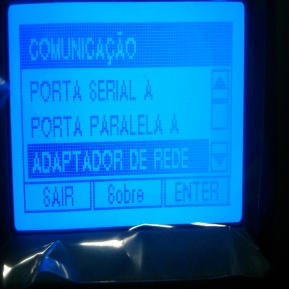 COMUNICAÇÃO
PORTA SERIAL A
PORTA PARALELA A
ADAPTADOR DE REDE
SAIR Sobre ENTER